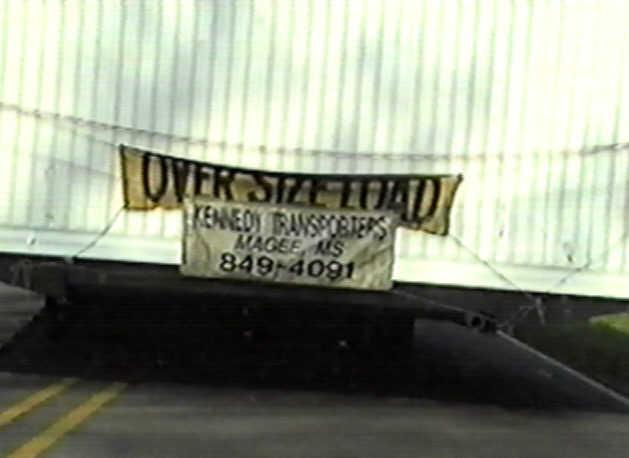 OVER SIZE LOAD
KENNEDY TRANSPORTERS
MAGEE, MS
849-4091